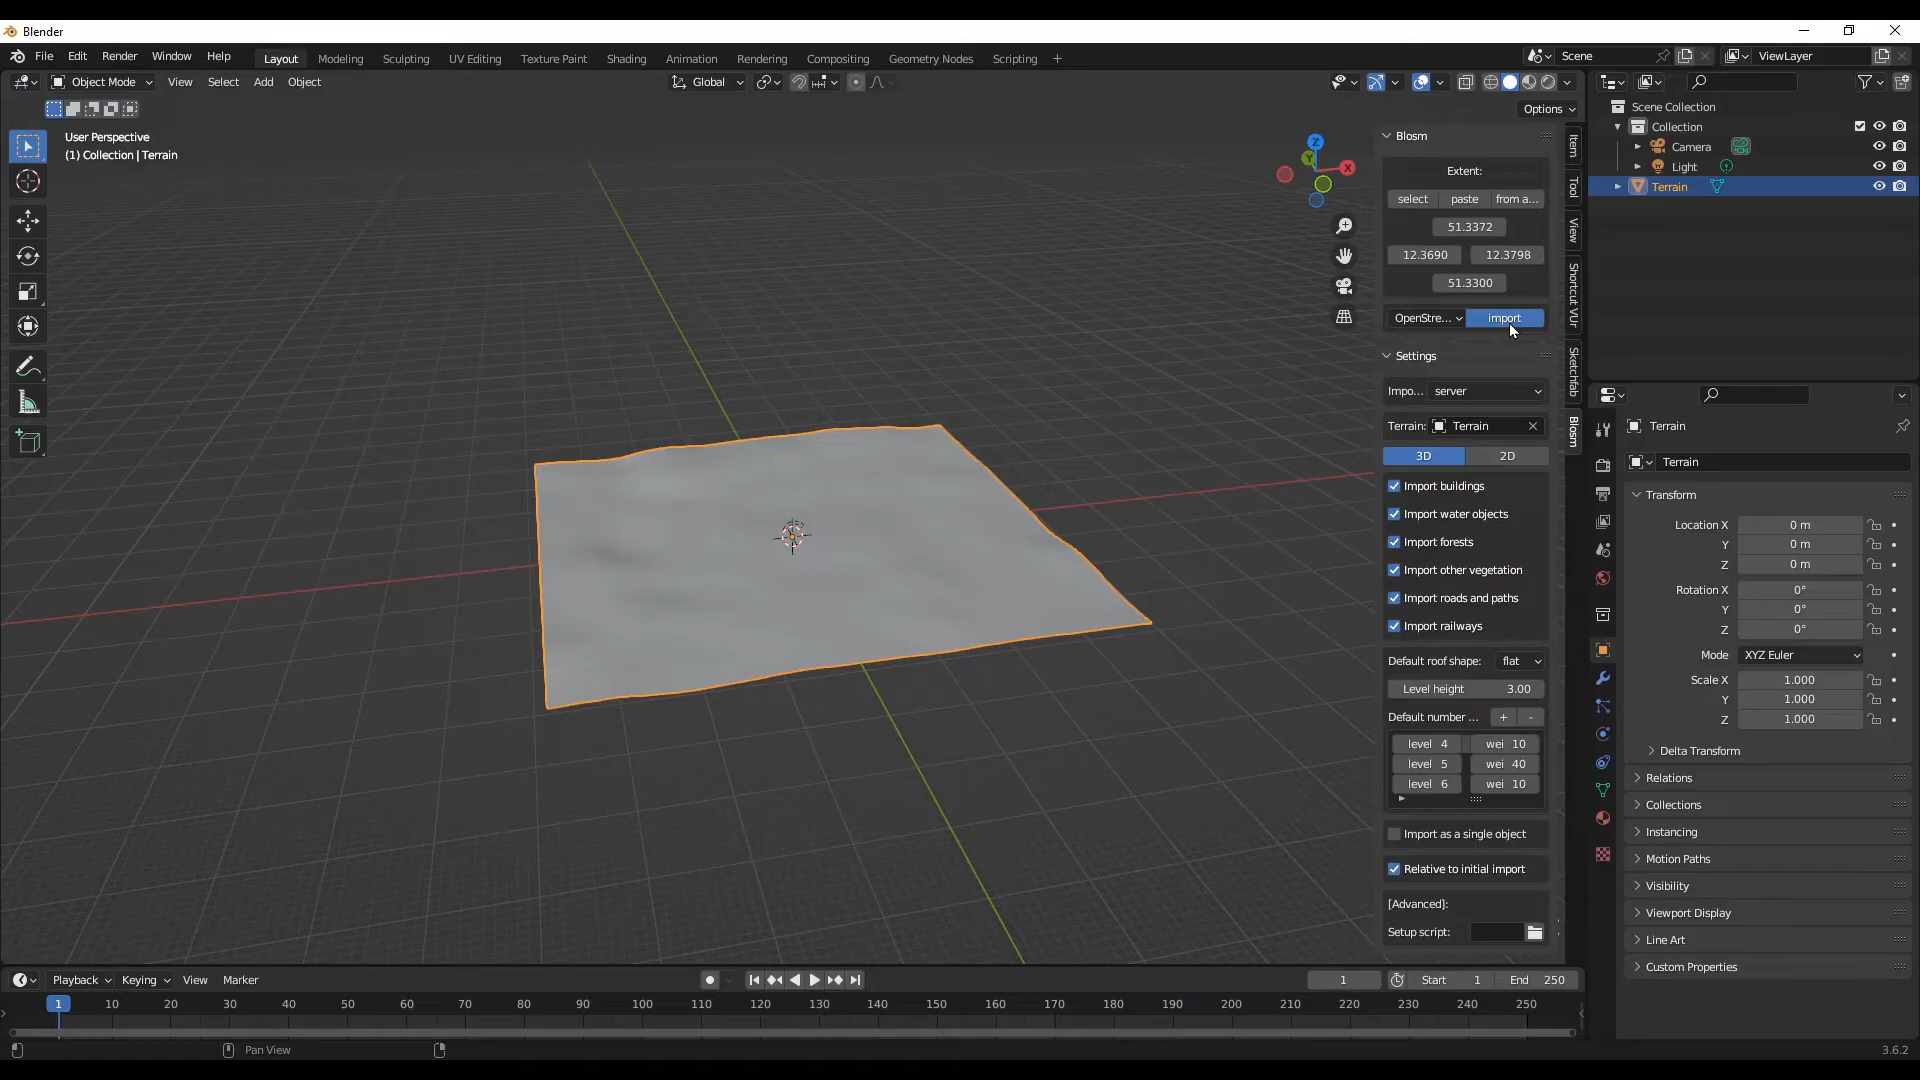 Blender
File Edit Render Window Help Layout Modeling Sculpting UV Editing Texture Paint Shading Animation Rendering Compositing Geometry Nodes Scripting + Scene ViewLayer
Object Mode View Select Add Object Global
Options
User Perspective
(1) Collection | Terrain
Z
Y
X
Blosm
Extent:
select paste from a...
51.3372
12.3690 12.3798
51.3300
OpenStre... import
Settings
Impo... server
Terrain: Terrain
3D 2D
Import buildings
Import water objects
Import forests
Import other vegetation
Import roads and paths
Import railways
Default roof shape: flat
Level height 3.00
Default number ... + -
level 4 wei 10
level 5 wei 40
level 6 wei 10
Import as a single object
Relative to initial import
[Advanced]:
Setup script:
Item
Tool
View
Shortcut VUr
Sketchfab
Blosm
Scene Collection
Collection
Camera
Light
Terrain
Terrain
Terrain
Transform
Location X 0 m
Y 0 m
Z 0 m
Rotation X 0°
Y 0°
Z 0°
Mode XYZ Euler
Scale X 1.000
Y 1.000
Z 1.000
Delta Transform
Relations
Collections
Instancing
Motion Paths
Visibility
Viewport Display
Line Art
Custom Properties
Playback Keying View Marker 1 Start 1 End 250
1 10 20 30 40 50 60 70 80 90 100 110 120 130 140 150 160 170 180 190 200 210 220 230 240 250
Pan View 3.6.2